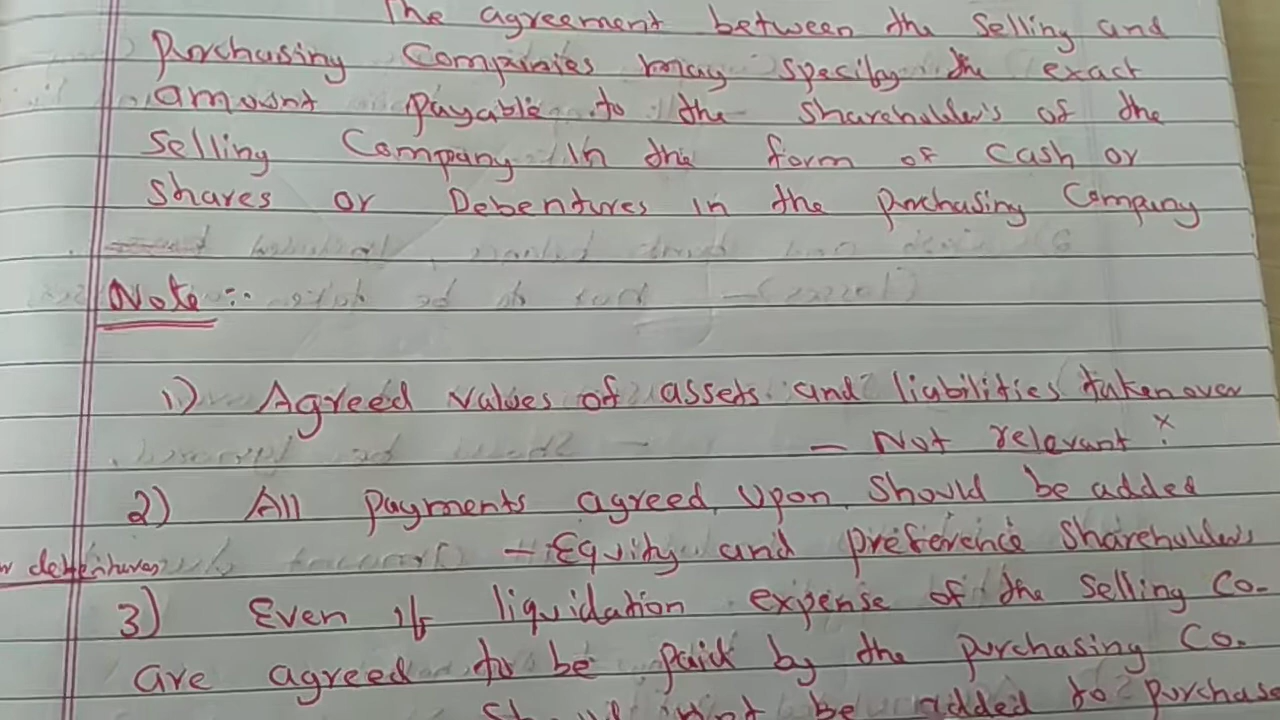 The agreement between the Selling and
Purchasing Companies may specify the exact
amount payable to the shareholder's of the
Selling Company in the form of cash or
shares or Debentures in the purchasing Company
Note :-
1) Agreed values of assets and liabilities taken over
— Not relevant x
2) All payments agreed upon should be added
— Equity and preference Shareholders
debentures
3) Even if liquidation expense of the selling Co.
are agreed to be paid by the purchasing Co.
be added to purchase